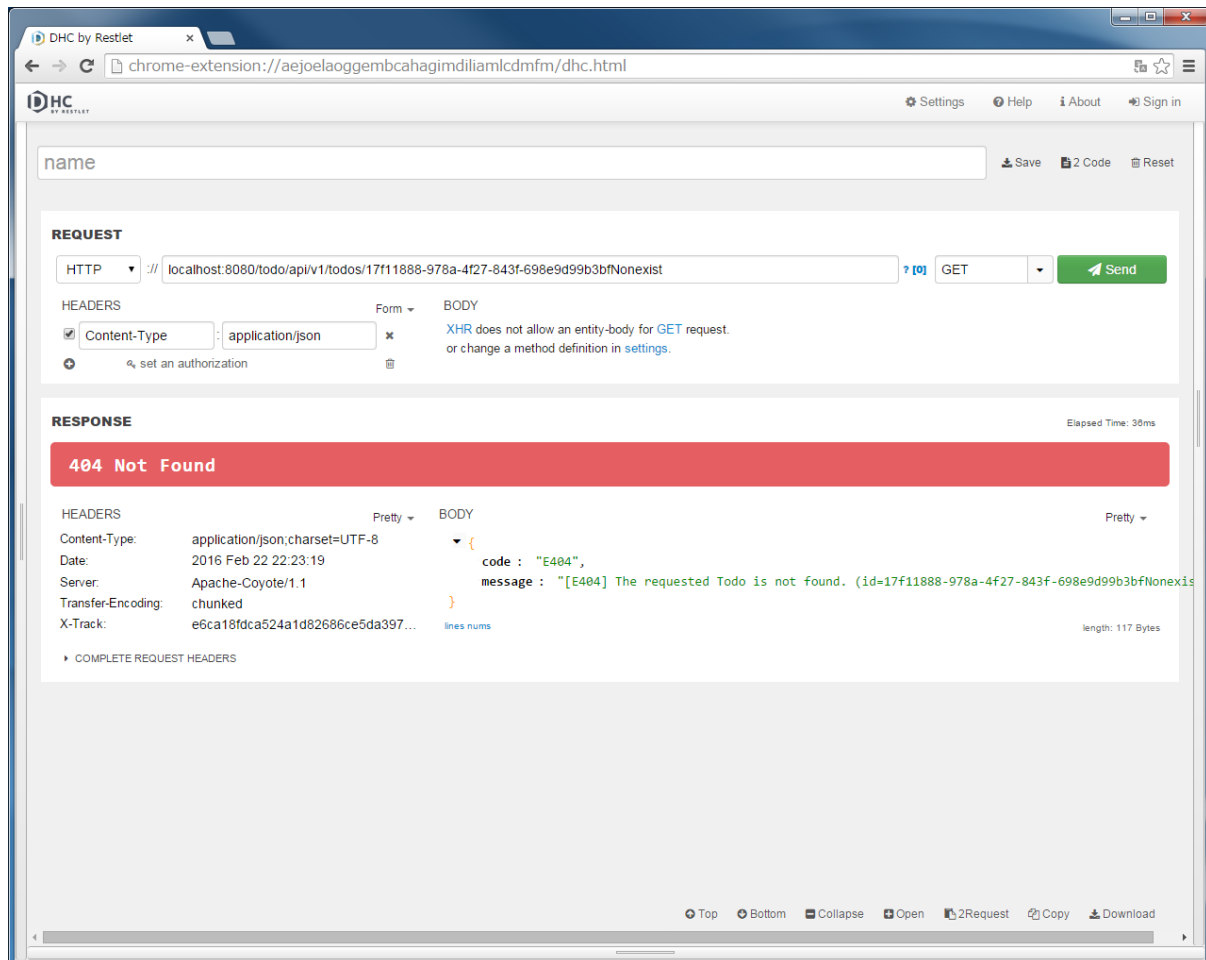 DHC by Restlet
chrome-extension://aejoelaoggembcahagimdiliamlcdmfm/dhc.html
DHC Settings Help About Sign in
BY RESTLET
name Save 2 Code Reset
REQUEST
HTTP :// localhost:8080/todo/api/v1/todos/17f11888-978a-4f27-843f-698e9d99b3bfNonexist ? [0] GET Send
HEADERS Form BODY
Content-Type : application/json XHR does not allow an entity-body for GET request.
or change a method definition in settings.
set an authorization
RESPONSE Elapsed Time: 36ms
404 Not Found
HEADERS Pretty BODY Pretty
Content-Type: application/json;charset=UTF-8 {
Date: 2016 Feb 22 22:23:19 code : "E404",
Server: Apache-Coyote/1.1 message : "[E404] The requested Todo is not found. (id=17f11888-978a-4f27-843f-698e9d99b3bfNonexis
Transfer-Encoding: chunked }
X-Track: e6ca18fdca524a1d82686ce5da397... lines nums length: 117 Bytes
COMPLETE REQUEST HEADERS
Top Bottom Collapse Open 2Request Copy Download